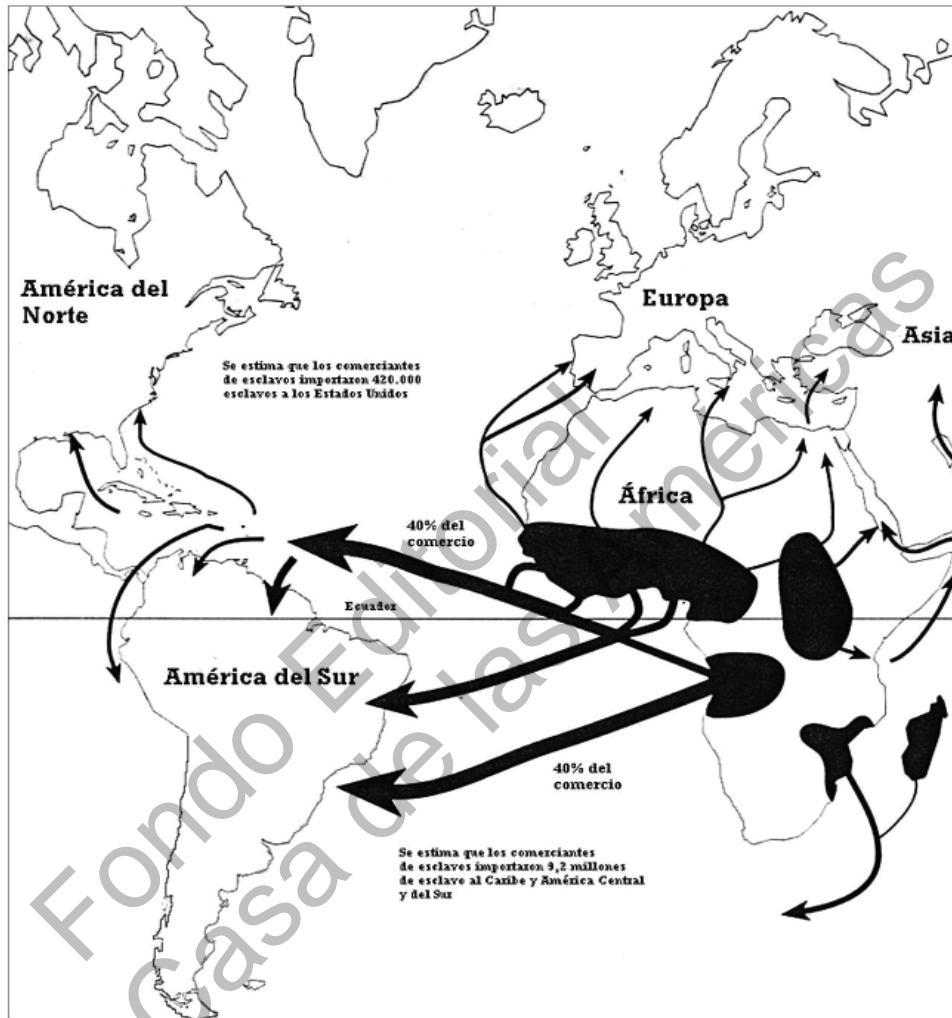 América del
Norte
Europa
Asia
Se estima que los comerciantes
de esclavos importaron 420.000
esclavos a los Estados Unidos
África
40% del
comercio
Ecuador
América del Sur
40% del
comercio
Se estima que los comerciantes
de esclavos importaron 9,2 millones
de esclavo al Caribe y América Central
y del Sur
Fondo Editorial
Casa de las Américas